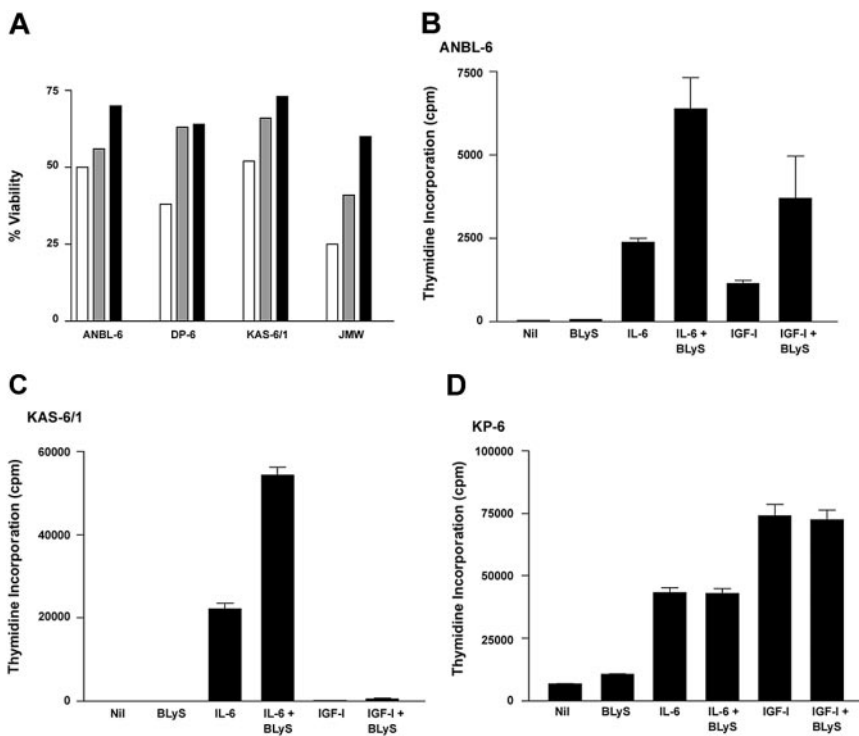 A
% Viability
75
50
25
0
ANBL-6 DP-6 KAS-6/1 JMW
B
ANBL-6
Thymidine Incorporation (cpm)
7500
5000
2500
0
Nil BLyS IL-6 IL-6 + BLyS IGF-I IGF-I + BLyS
C
KAS-6/1
Thymidine Incorporation (cpm)
60000
40000
20000
0
Nil BLyS IL-6 IL-6 + BLyS IGF-I IGF-I + BLyS
D
KP-6
Thymidine Incorporation (cpm)
100000
75000
50000
25000
0
Nil BLyS IL-6 IL-6 + BLyS IGF-I IGF-I + BLyS